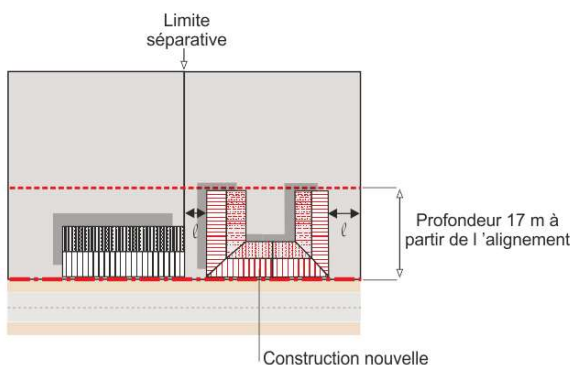 Limite
séparative
ℓ
ℓ
Profondeur 17 m à
partir de l 'alignement
Construction nouvelle